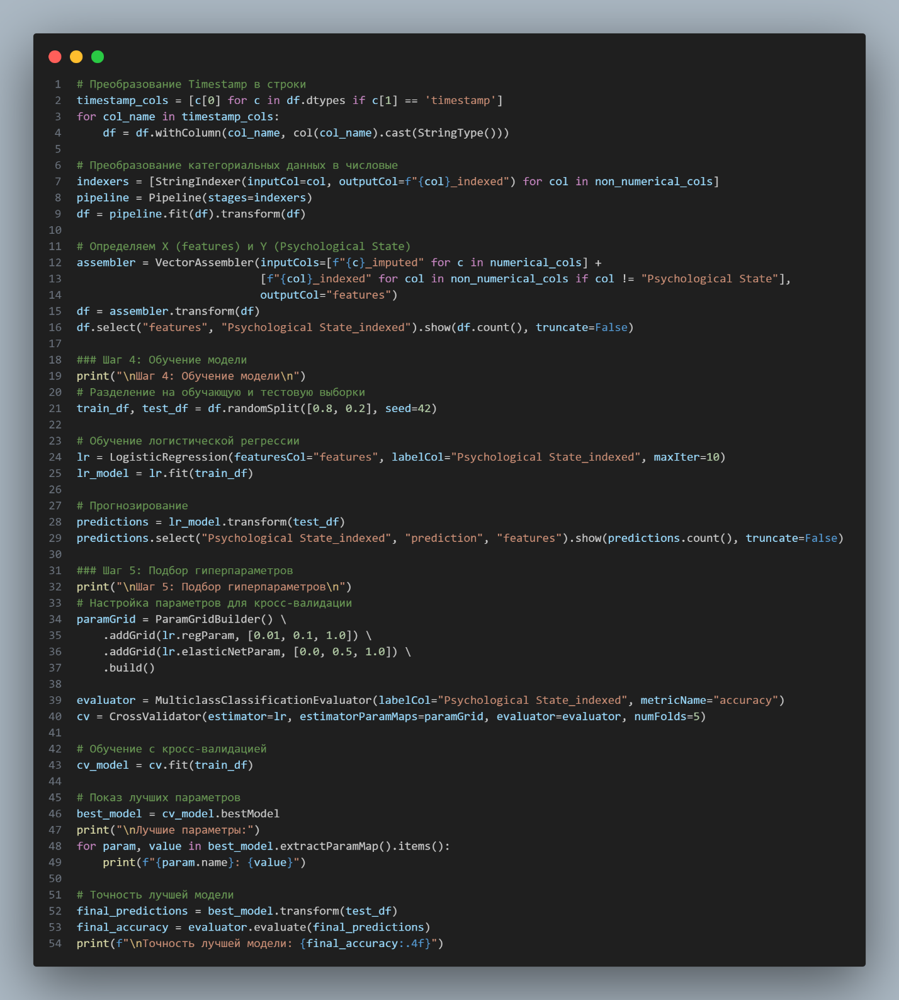 1 # Преобразование Timestamp в строки
2 timestamp_cols = [c[0] for c in df.dtypes if c[1] == 'timestamp']
3 for col_name in timestamp_cols:
4     df = df.withColumn(col_name, col(col_name).cast(StringType()))
5
6 # Преобразование категориальных данных в числовые
7 indexers = [StringIndexer(inputCol=col, outputCol=f"{col}_indexed") for col in non_numerical_cols]
8 pipeline = Pipeline(stages=indexers)
9 df = pipeline.fit(df).transform(df)
10
11 # Определяем X (features) и Y (Psychological State)
12 assembler = VectorAssembler(inputCols=[f"{c}_imputed" for c in numerical_cols] +
13                             [f"{col}_indexed" for col in non_numerical_cols if col != "Psychological State"],
14                             outputCol="features")
15 df = assembler.transform(df)
16 df.select("features", "Psychological State_indexed").show(df.count(), truncate=False)
17
18 ### Шаг 4: Обучение модели
19 print("\nШаг 4: Обучение модели\n")
20 # Разделение на обучающую и тестовую выборки
21 train_df, test_df = df.randomSplit([0.8, 0.2], seed=42)
22
23 # Обучение логистической регрессии
24 lr = LogisticRegression(featuresCol="features", labelCol="Psychological State_indexed", maxIter=10)
25 lr_model = lr.fit(train_df)
26
27 # Прогнозирование
28 predictions = lr_model.transform(test_df)
29 predictions.select("Psychological State_indexed", "prediction", "features").show(predictions.count(), truncate=False)
30
31 ### Шаг 5: Подбор гиперпараметров
32 print("\nШаг 5: Подбор гиперпараметров\n")
33 # Настройка параметров для кросс-валидации
34 paramGrid = ParamGridBuilder() \
35     .addGrid(lr.regParam, [0.01, 0.1, 1.0]) \
36     .addGrid(lr.elasticNetParam, [0.0, 0.5, 1.0]) \
37     .build()
38
39 evaluator = MulticlassClassificationEvaluator(labelCol="Psychological State_indexed", metricName="accuracy")
40 cv = CrossValidator(estimator=lr, estimatorParamMaps=paramGrid, evaluator=evaluator, numFolds=5)
41
42 # Обучение с кросс-валидацией
43 cv_model = cv.fit(train_df)
44
45 # Показ лучших параметров
46 best_model = cv_model.bestModel
47 print("\nЛучшие параметры:")
48 for param, value in best_model.extractParamMap().items():
49     print(f"{param.name}: {value}")
50
51 # Точность лучшей модели
52 final_predictions = best_model.transform(test_df)
53 final_accuracy = evaluator.evaluate(final_predictions)
54 print(f"\nТочность лучшей модели: {final_accuracy:.4f}")